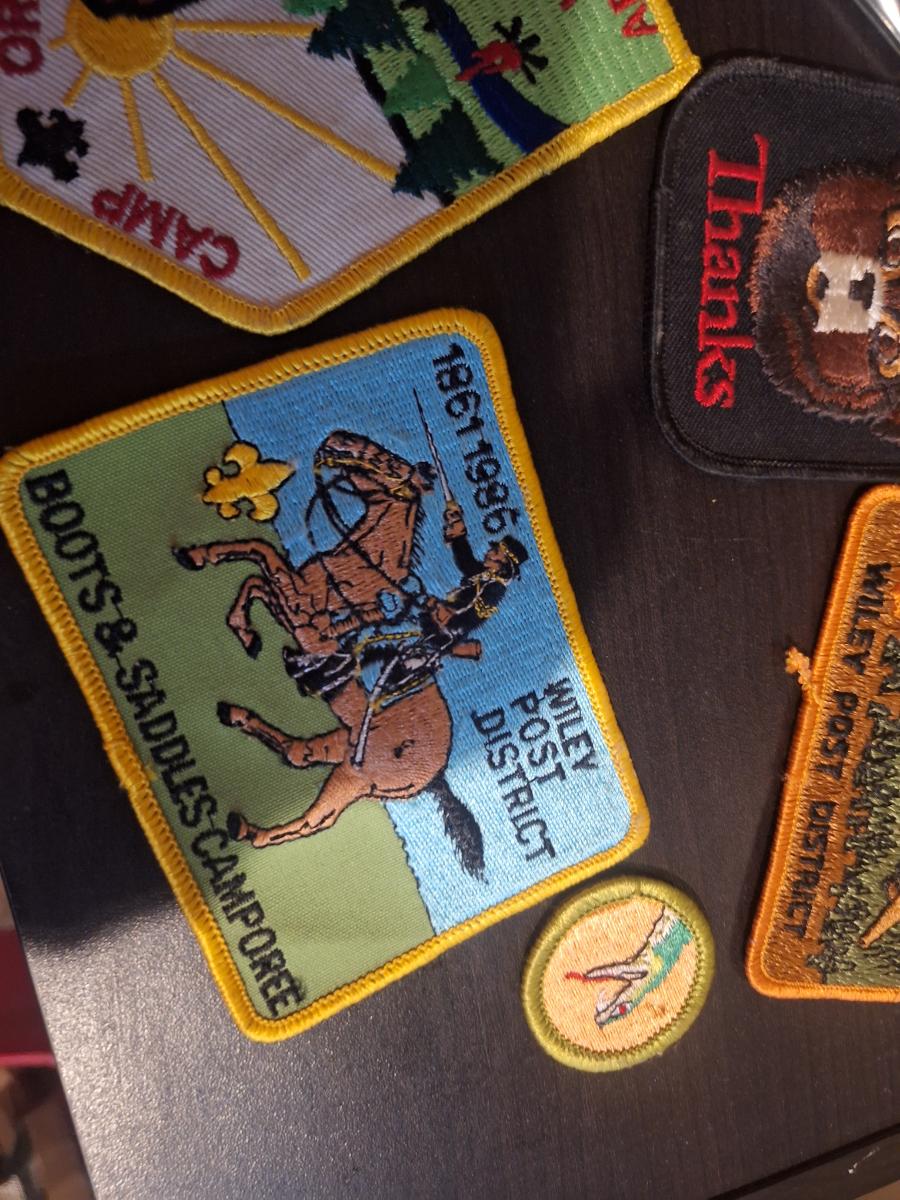 CAMP
Thanks
1861 1986
WILEY
POST
DISTRICT
BOOTS & SADDLES CAMPOREE
WILEY POST DISTRICT